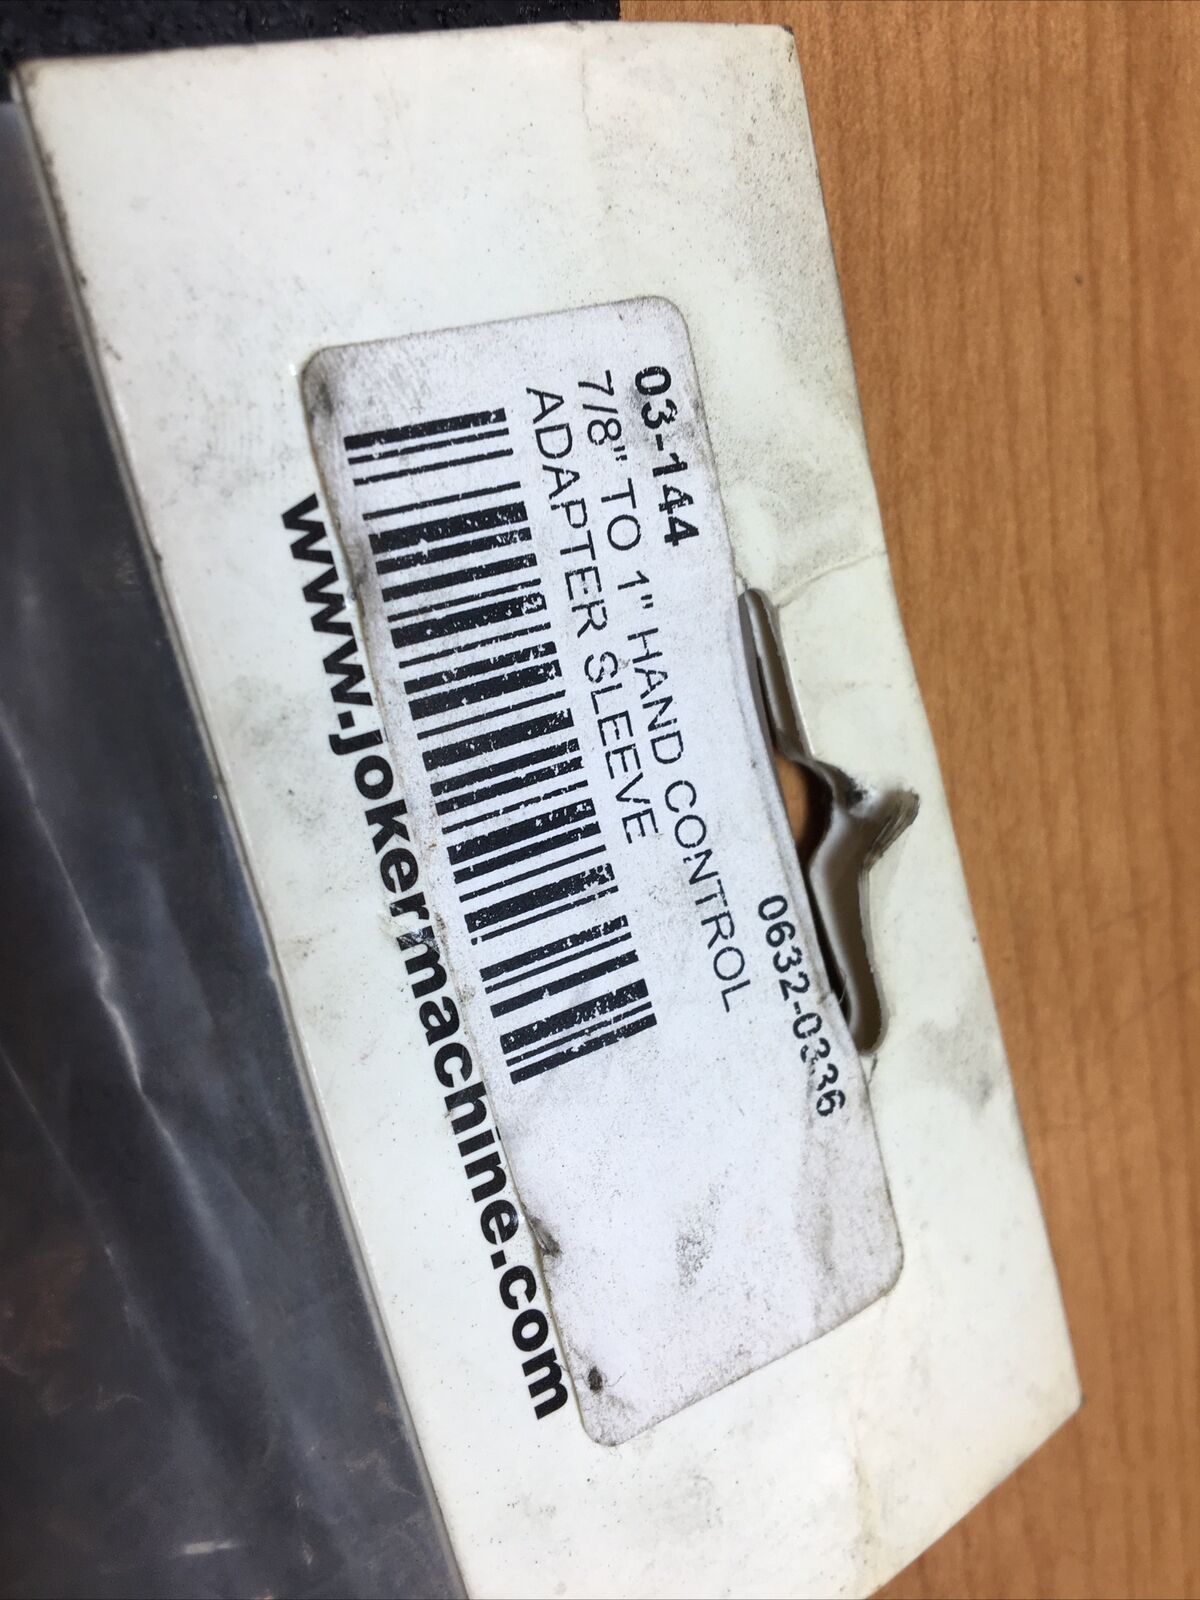 0632-0336
03-144
7/8" TO 1" HAND CONTROL
ADAPTER SLEEVE
www.jokermachine.com